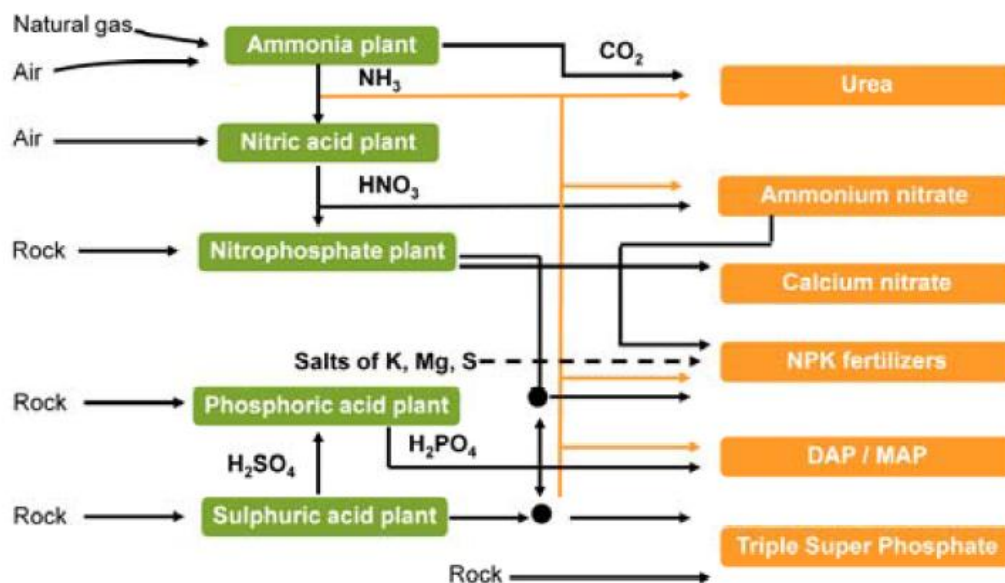 Natural gas
Ammonia plant
CO₂
Air
NH₃
Urea
Air
Nitric acid plant
HNO₃
Ammonium nitrate
Rock
Nitrophosphate plant
Calcium nitrate
Salts of K, Mg, S
NPK fertilizers
Rock
Phosphoric acid plant
H₂SO₄
H₂PO₄
DAP / MAP
Rock
Sulphuric acid plant
Triple Super Phosphate
Rock